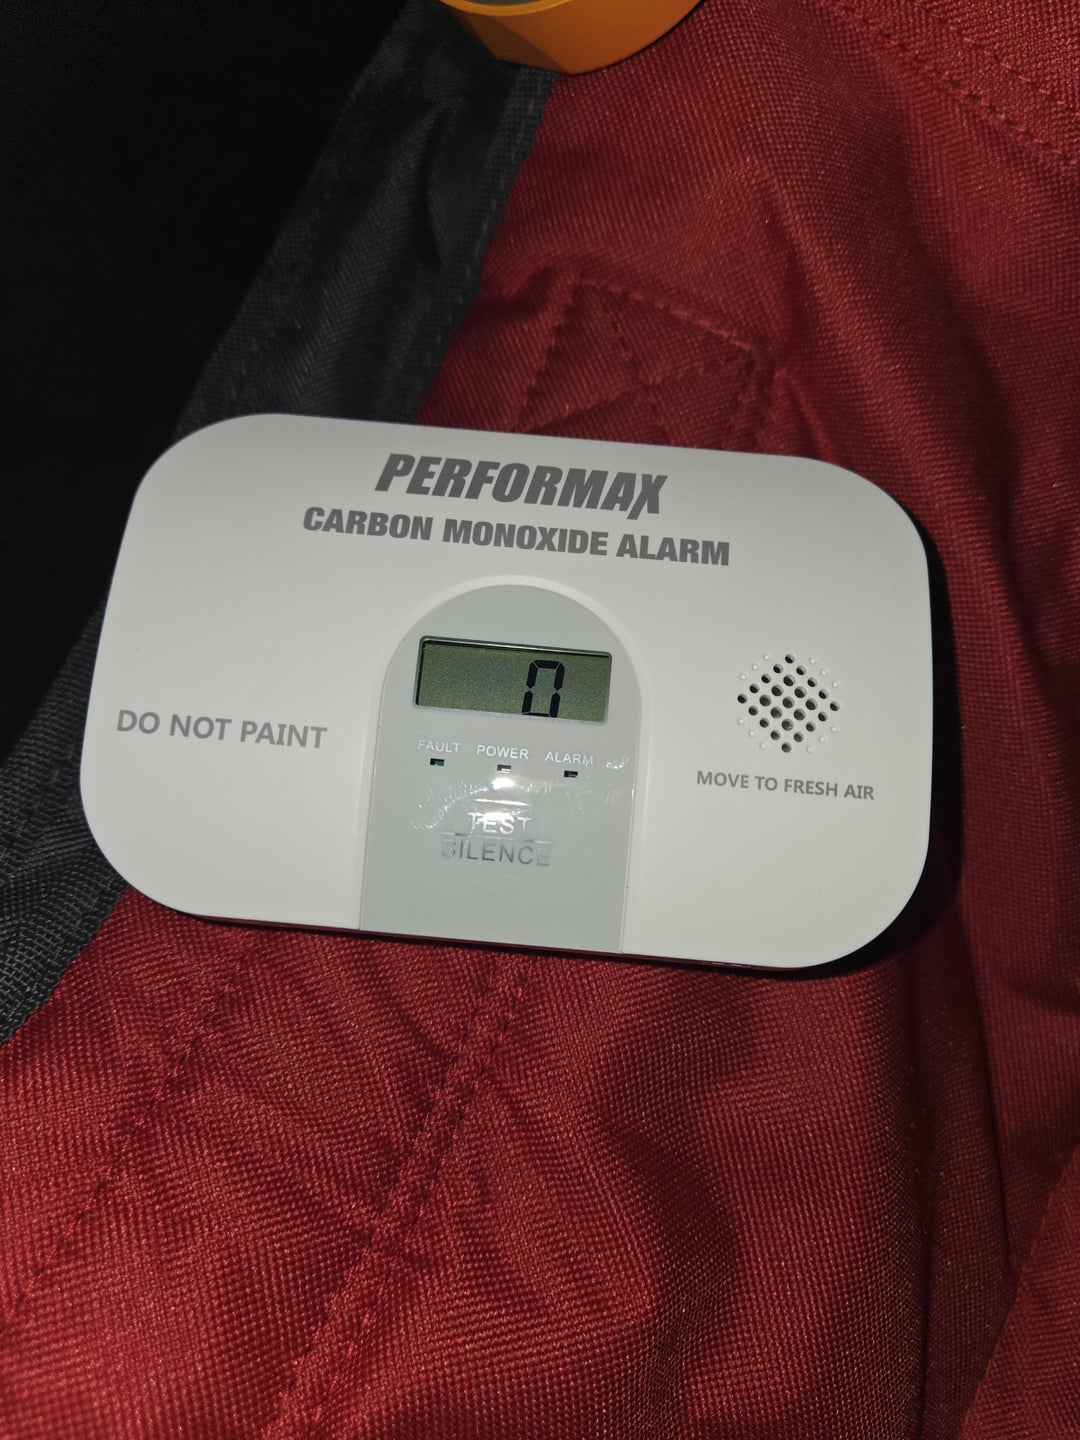 PERFORMAX
CARBON MONOXIDE ALARM
0
DO NOT PAINT
FAULT POWER ALARM
TEST
SILENCE
MOVE TO FRESH AIR